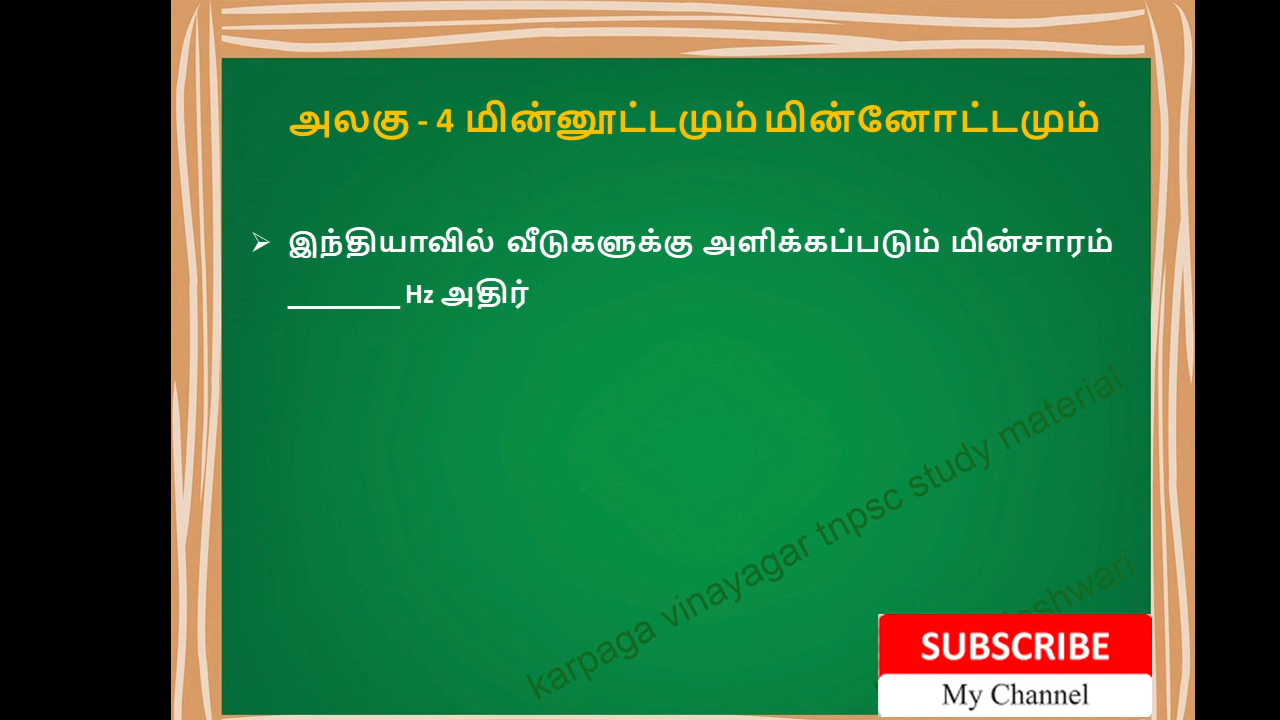 அலகு - 4 மின்னூட்டமும் மின்னோட்டமும்
➢ இந்தியாவில் வீடுகளுக்கு அளிக்கப்படும் மின்சாரம்
________ Hz அதிர்
karpaga vinayagar tnpsc study material
SUBSCRIBE
My Channel